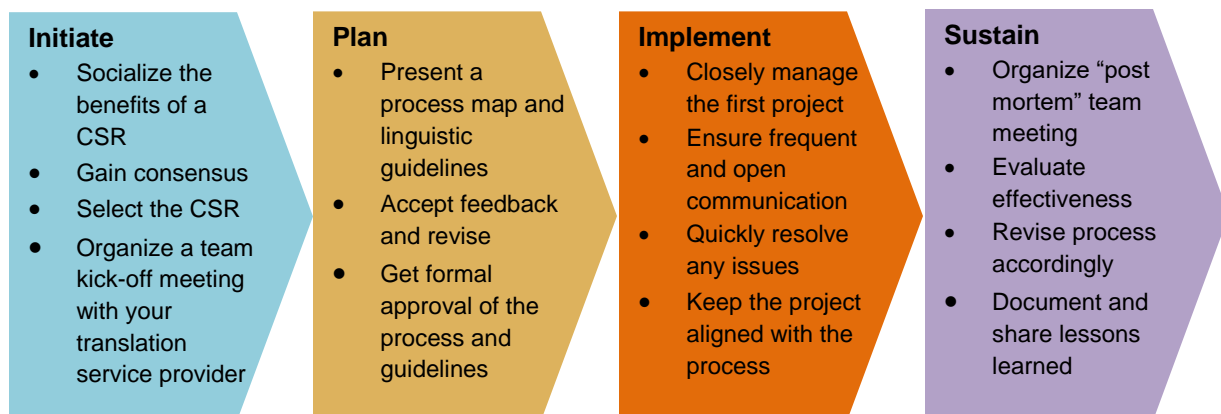 Initiate
• Socialize the
benefits of a
CSR
• Gain consensus
• Select the CSR
• Organize a team
kick-off meeting
with your
translation
service provider
Plan
• Present a
process map and
linguistic
guidelines
• Accept feedback
and revise
• Get formal
approval of the
process and
guidelines
Implement
• Closely manage
the first project
• Ensure frequent
and open
communication
• Quickly resolve
any issues
• Keep the project
aligned with the
process
Sustain
• Organize “post
mortem” team
meeting
• Evaluate
effectiveness
• Revise process
accordingly
• Document and
share lessons
learned